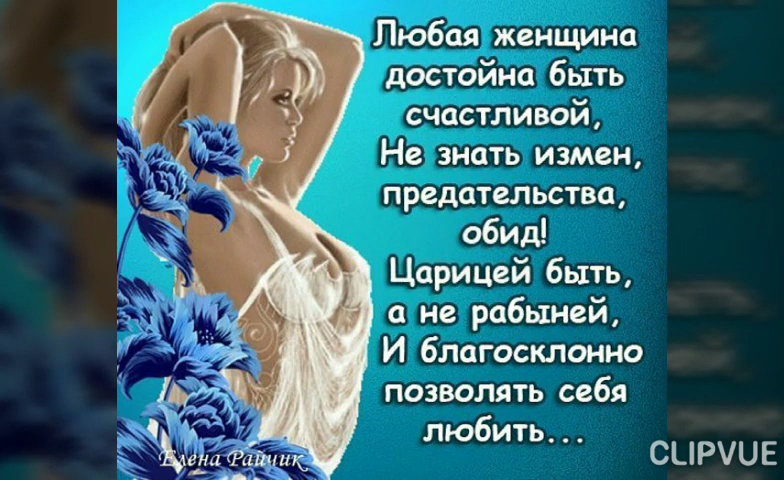 Любая женщина
достойна быть
счастливой,
Не знать измен,
предательства,
обид!
Царицей быть,
а не рабыней,
И благосклонно
позволять себя
любить...
Елена Райчик
CLIPVUE